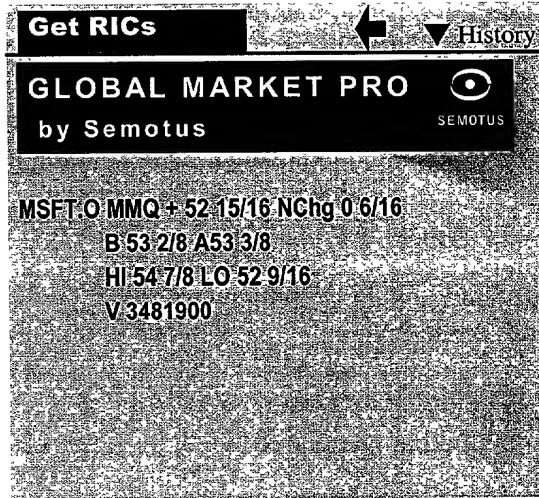 Get RICs
History
GLOBAL MARKET PRO
by Semotus
SEMOTUS
MSFT.O MMQ + 52 15/16 NChg 0 6/16
B 53 2/8 A53 3/8
HI 54 7/8 LO 52 9/16
V 3481900